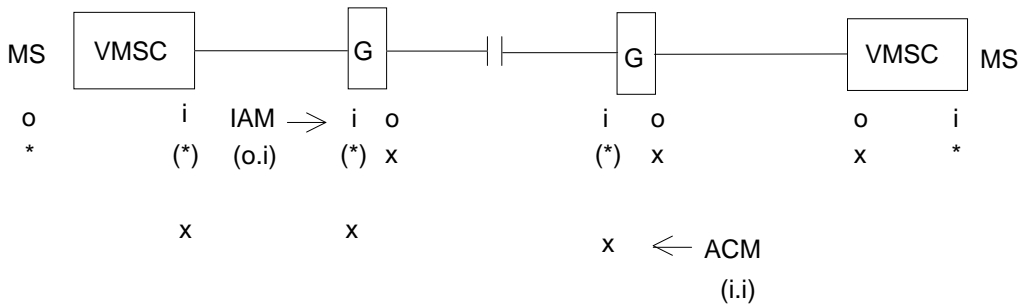 MS VMSC G G VMSC MS
o i IAM i o i o o i
* (*) (o.i) (*) x (*) x x *
x x x ACM
(i.i)